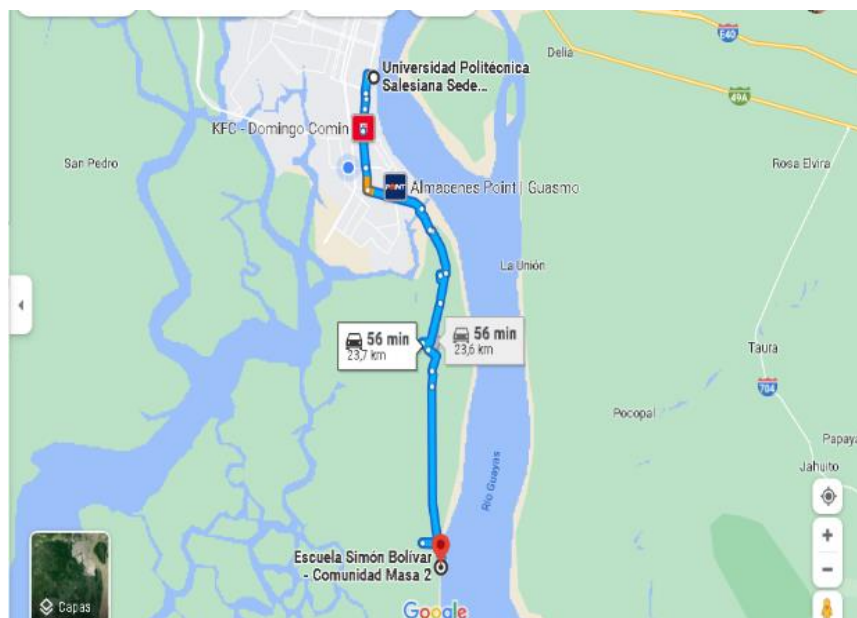 E40
Delia
Universidad Politécnica
Salesiana Sede...
49A
KFC - Domingo Comin
San Pedro
Rosa Elvira
Almacenes Point | Guasmo
La Unión
56 min
23,7 km
56 min
23,6 km
Taura
704
Pocopal
Papaya
Jahuito
Río Guayas
Escuela Simón Bolívar
- Comunidad Masa 2
Capas
Google